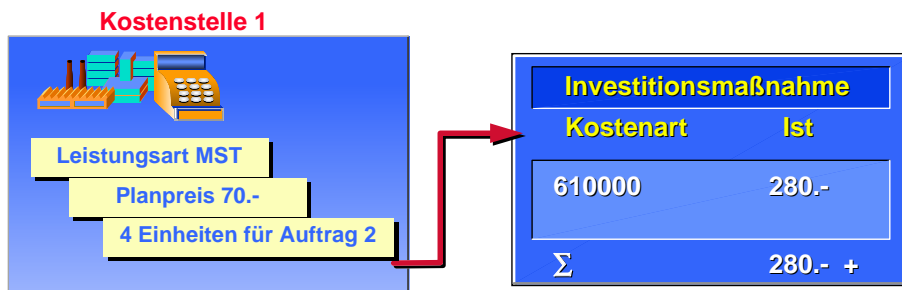 Kostenstelle 1
Leistungsart MST
Planpreis 70.-
4 Einheiten für Auftrag 2
Investitionsmaßnahme
Kostenart Ist
610000 280.-
Σ 280.- +